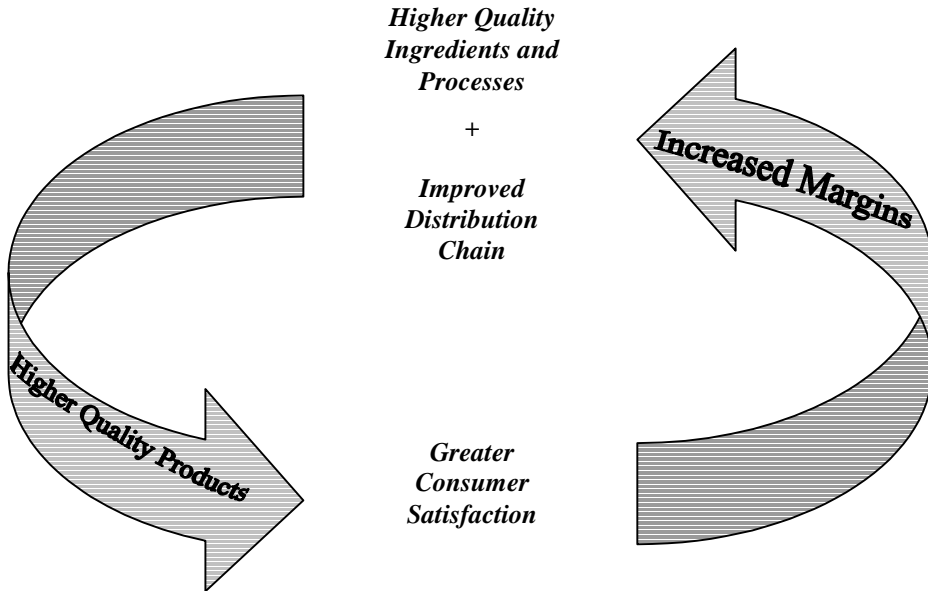 Higher Quality
Ingredients and
Processes
+
Improved
Distribution
Chain
Increased Margins
Higher Quality Products
Greater
Consumer
Satisfaction